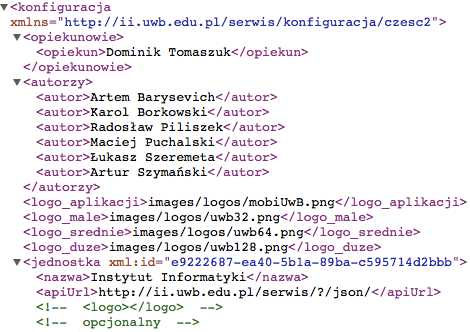 ▼<konfiguracja
xmlns="http://ii.uwb.edu.pl/serwis/konfiguracja/czesc2">
▼<opiekunowie>
<opiekun>Dominik Tomaszuk</opiekun>
</opiekunowie>
▼<autorzy>
<autor>Artem Barysevich</autor>
<autor>Karol Borkowski</autor>
<autor>Radosław Piliszek</autor>
<autor>Maciej Puchalski</autor>
<autor>Łukasz Szeremeta</autor>
<autor>Artur Szymański</autor>
</autorzy>
<logo_aplikacji>images/logos/mobiUwB.png</logo_aplikacji>
<logo_male>images/logos/uwb32.png</logo_male>
<logo_srednie>images/logos/uwb64.png</logo_srednie>
<logo_duze>images/logos/uwb128.png</logo_duze>
▼<jednostka xml:id="e9222687-ea40-5b1a-89ba-c595714d2bbb">
<nazwa>Instytut Informatyki</nazwa>
<apiUrl>http://ii.uwb.edu.pl/serwis/?/json/</apiUrl>
<!-- <logo></logo> -->
<!-- opcjonalny -->